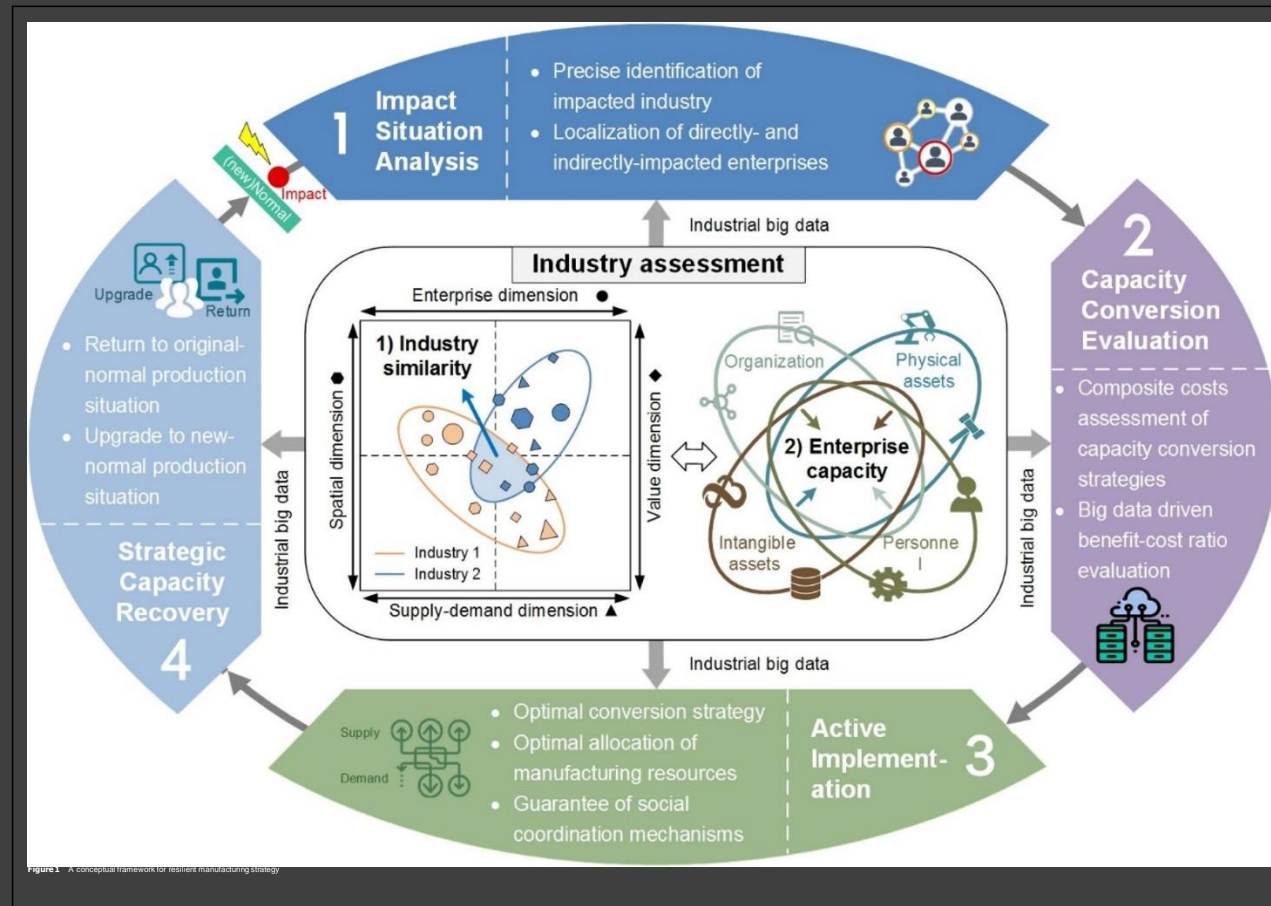 1
Impact
Situation
Analysis
• Precise identification of
impacted industry
• Localization of directly- and
indirectly-impacted enterprises
(new)Normal
Impact
2
Capacity
Conversion
Evaluation
• Composite costs
assessment of
capacity conversion
strategies
• Big data driven
benefit-cost ratio
evaluation
Active
Implement-
ation
3
• Optimal conversion strategy
• Optimal allocation of
manufacturing resources
• Guarantee of social
coordination mechanisms
Supply
Demand
Upgrade
Return
• Return to original-
normal production
situation
• Upgrade to new-
normal production
situation
Strategic
Capacity
Recovery
4
Industrial big data
Industrial big data
Industrial big data
Industrial big data
Industry assessment
Enterprise dimension
1) Industry
similarity
Spatial dimension
Value dimension
Industry 1
Industry 2
Supply-demand dimension
Organization
Physical
assets
2) Enterprise
capacity
Intangible
assets
Personne
l
Figure 1 A conceptual framework for resilient manufacturing strategy